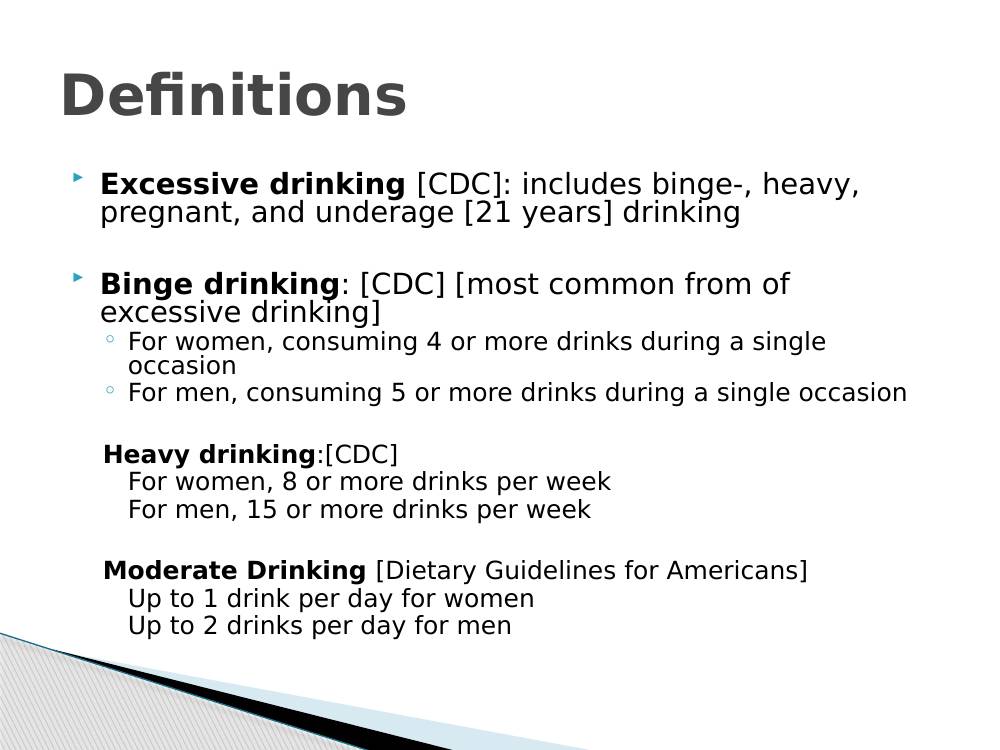 Definitions
Excessive drinking [CDC]: includes binge-, heavy,
pregnant, and underage [21 years] drinking
Binge drinking: [CDC] [most common from of
excessive drinking]
For women, consuming 4 or more drinks during a single
occasion
For men, consuming 5 or more drinks during a single occasion
Heavy drinking:[CDC]
For women, 8 or more drinks per week
For men, 15 or more drinks per week
Moderate Drinking [Dietary Guidelines for Americans]
Up to 1 drink per day for women
Up to 2 drinks per day for men